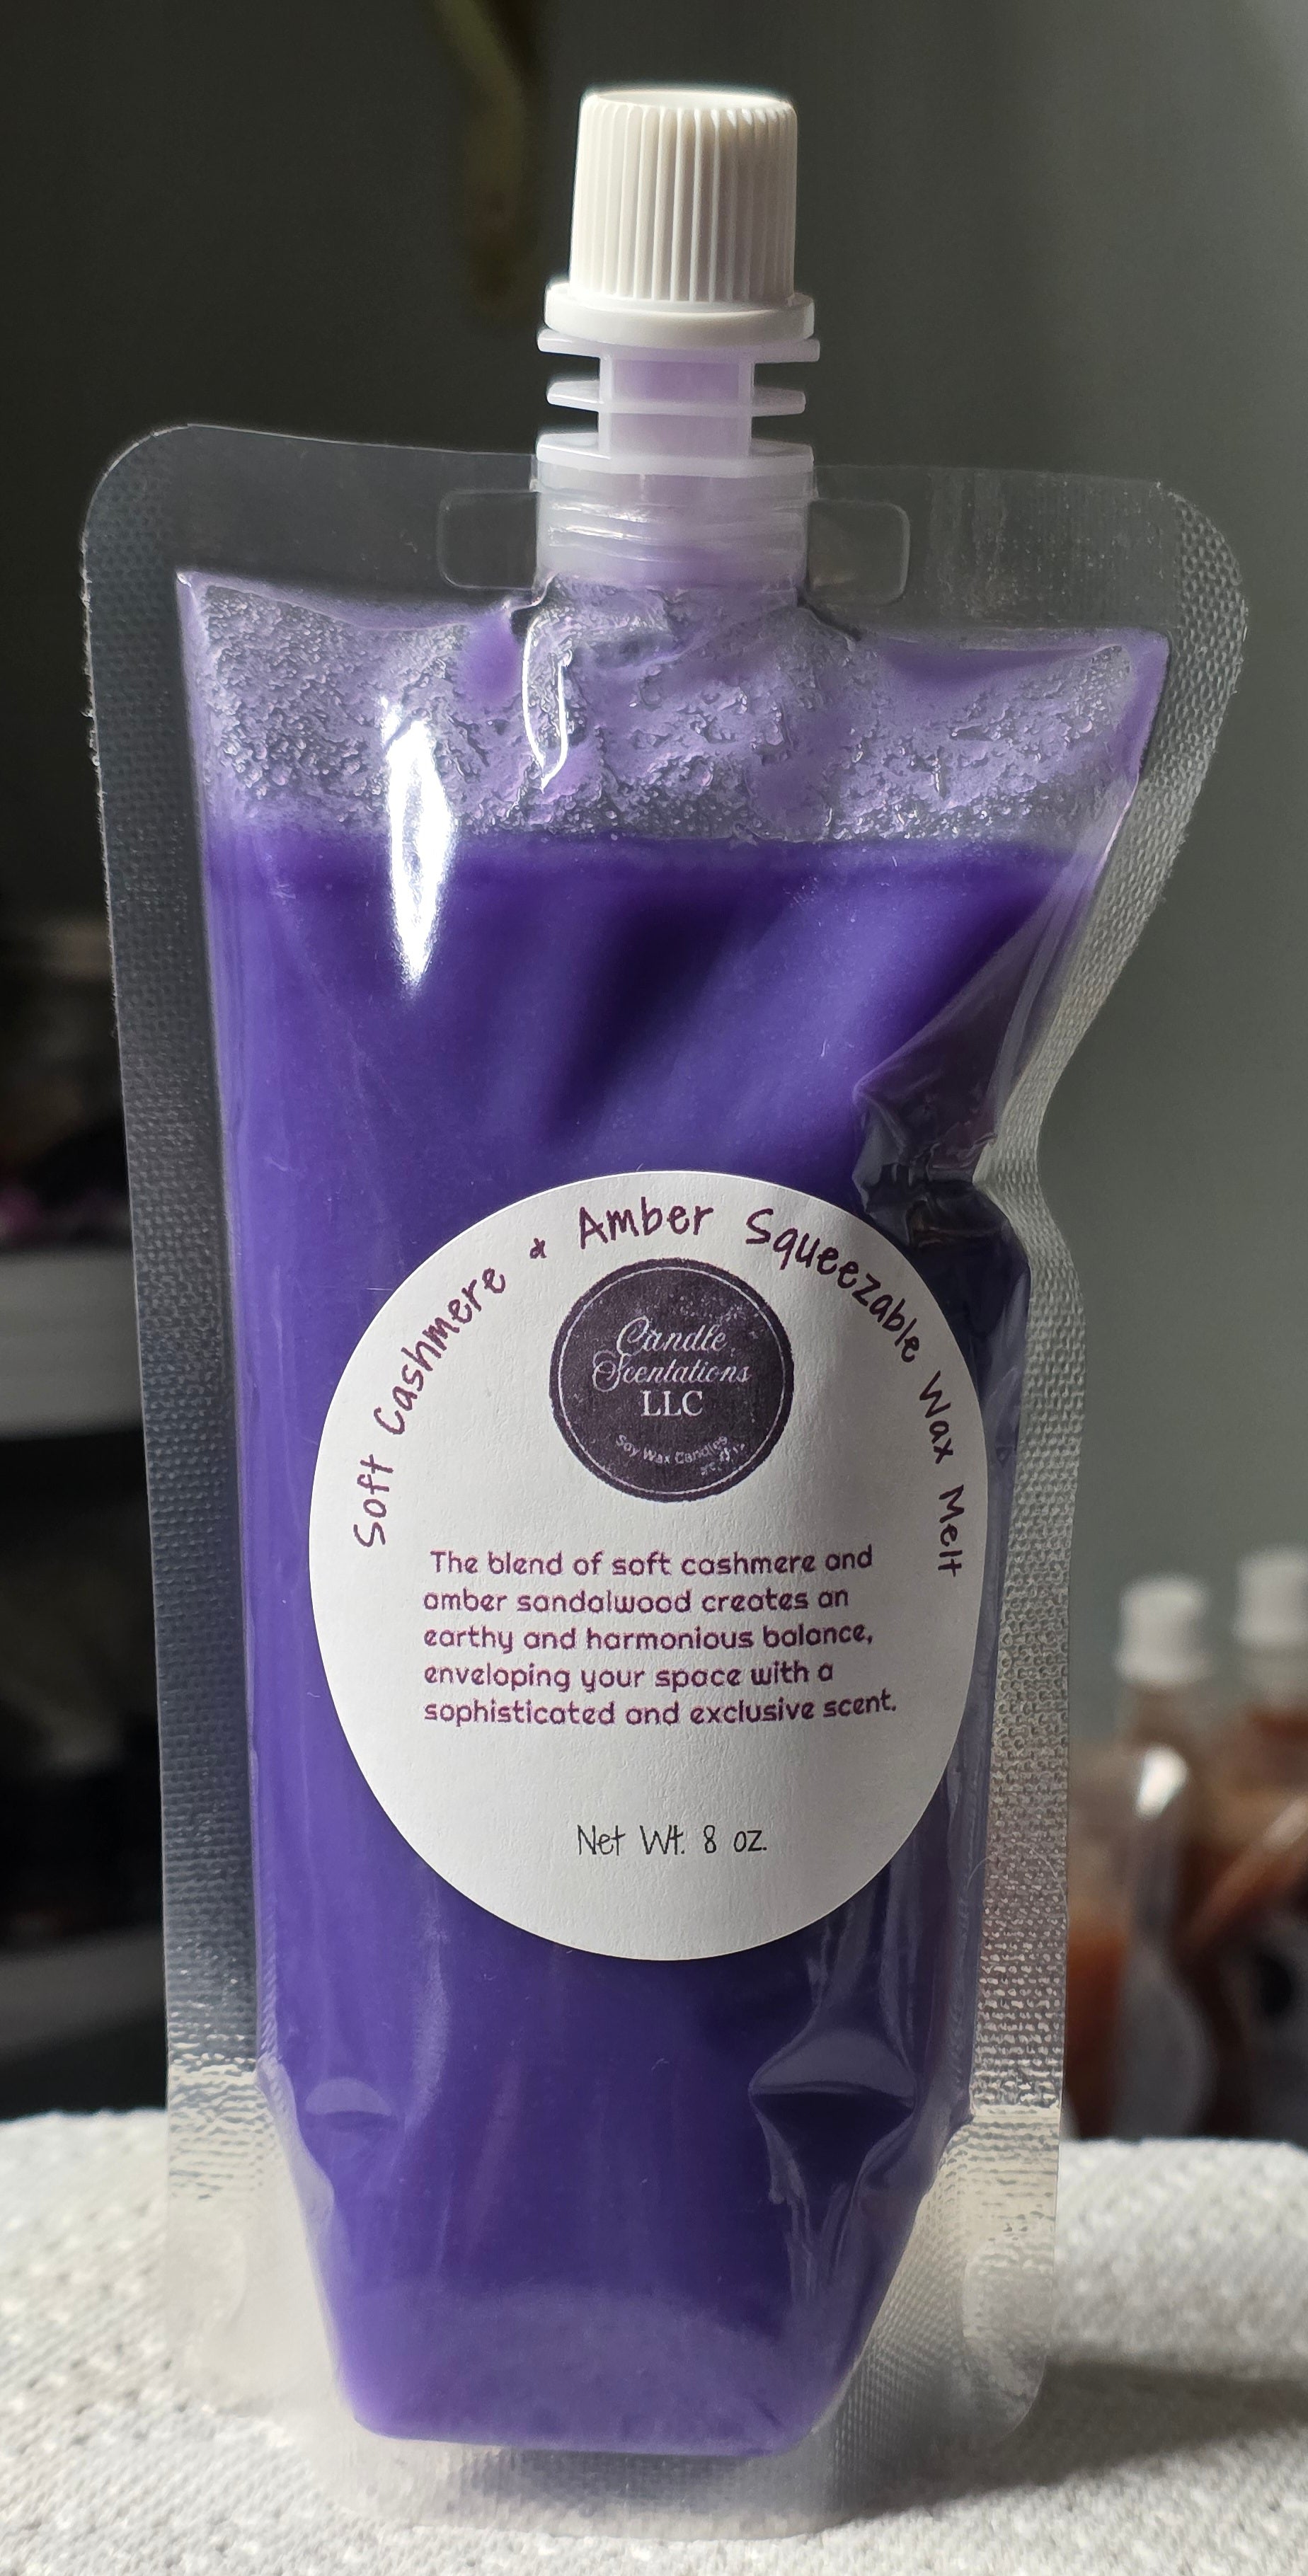 Soft Cashmere & Amber Squeezable Wax Melt
Candle
Scentations
LLC
Soy Wax Candles
The blend of soft cashmere and
amber sandalwood creates an
earthy and harmonious balance,
enveloping your space with a
sophisticated and exclusive scent.
Net Wt. 8 oz.